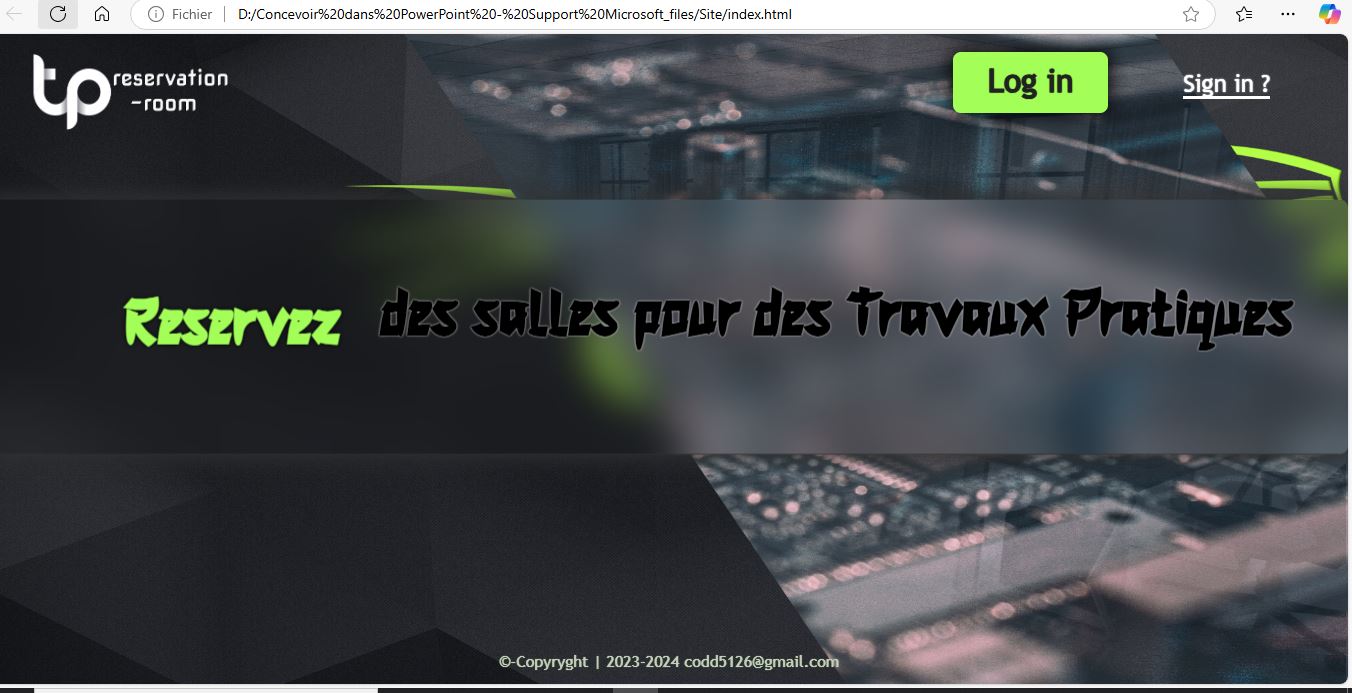 Fichier
D:/Concevoir%20dans%20PowerPoint%20-%20Support%20Microsoft_files/Site/index.html
tp reservation
-room
Log in
Sign in ?
Reservez des salles pour des Travaux Pratiques
©-Copyryght | 2023-2024 codd5126@gmail.com